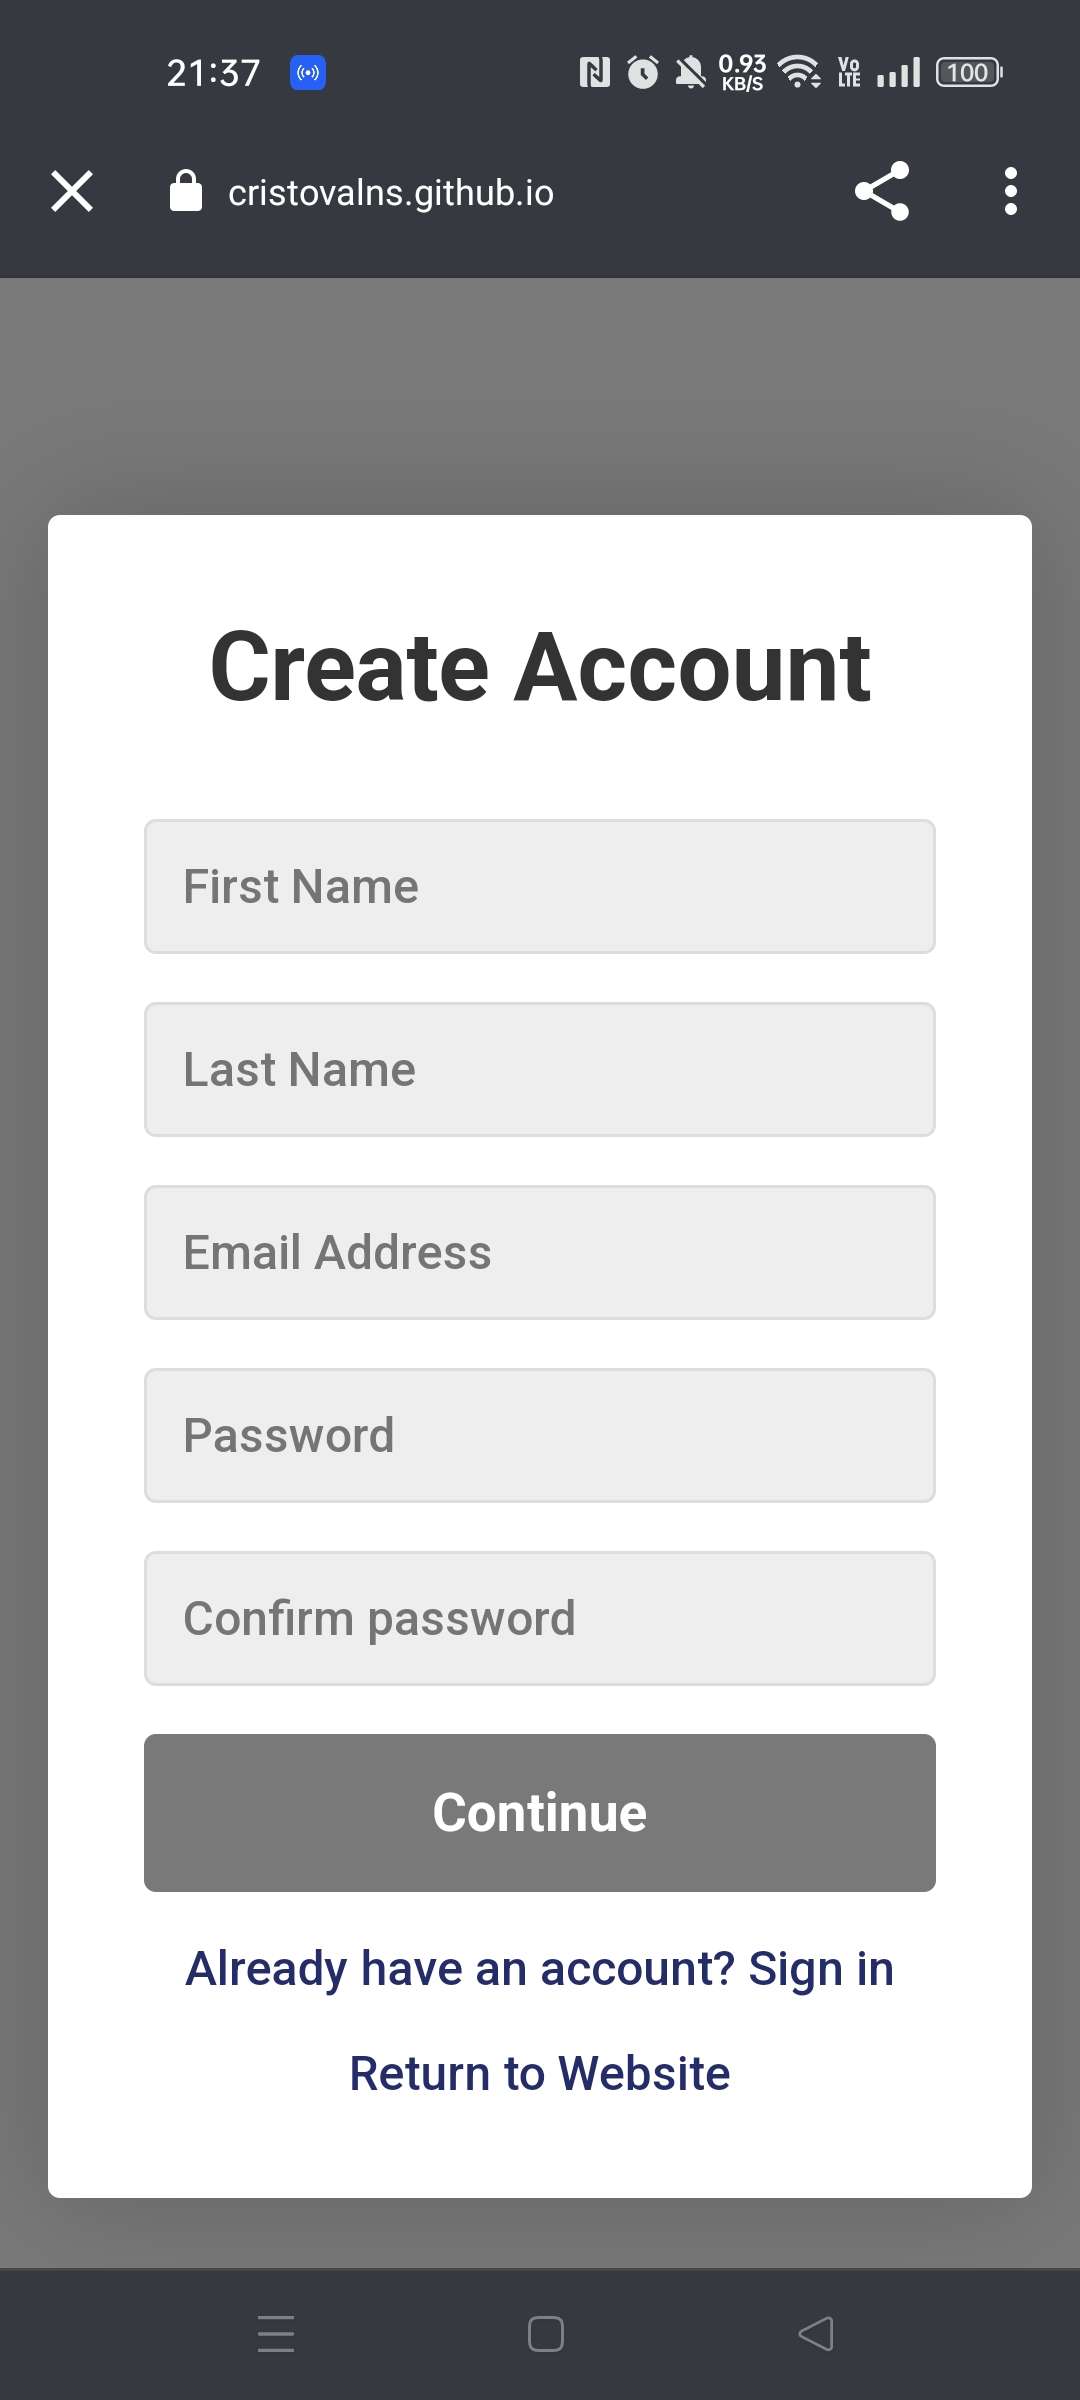 21:37 0.93 KB/S Vo LTE 100
cristovalns.github.io
Create Account
First Name
Last Name
Email Address
Password
Confirm password
Continue
Already have an account? Sign in
Return to Website